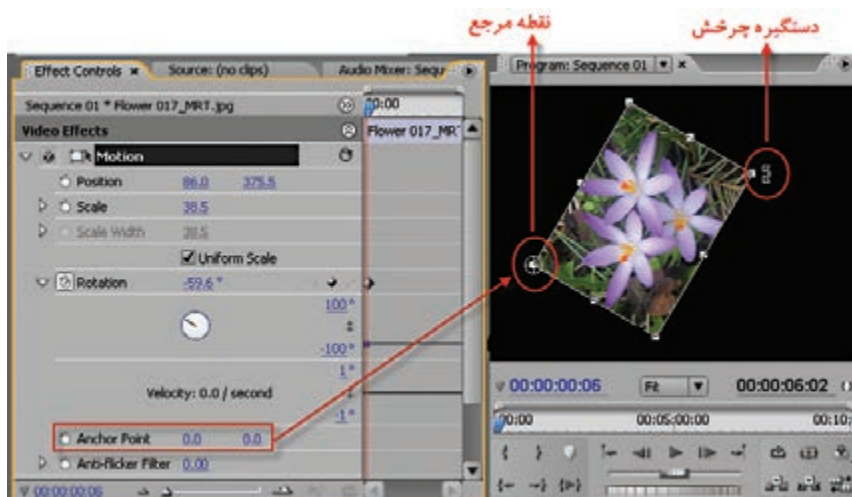 نقطه مرجع
دستگیره چرخش
Effect Controls
Source: (no clips)
Audio Mixer: Sequ
Program: Sequence 01
Sequence 01 * Flower 017_MRT.jpg
00:00
Video Effects
Flower 017_MR
Motion
Position 86.0 375.5
Scale 38.5
Scale Width 38.5
Uniform Scale
Rotation -59.6 °
100 °
-100 °
1 °
Velocity: 0.0 / second
-1 °
Anchor Point 0.0 0.0
Anti-flicker Filter 0.00
00:00:00:06
00:00:00:06
Fit
00:00:06:02
00:00
00:05:00:00
00:10: